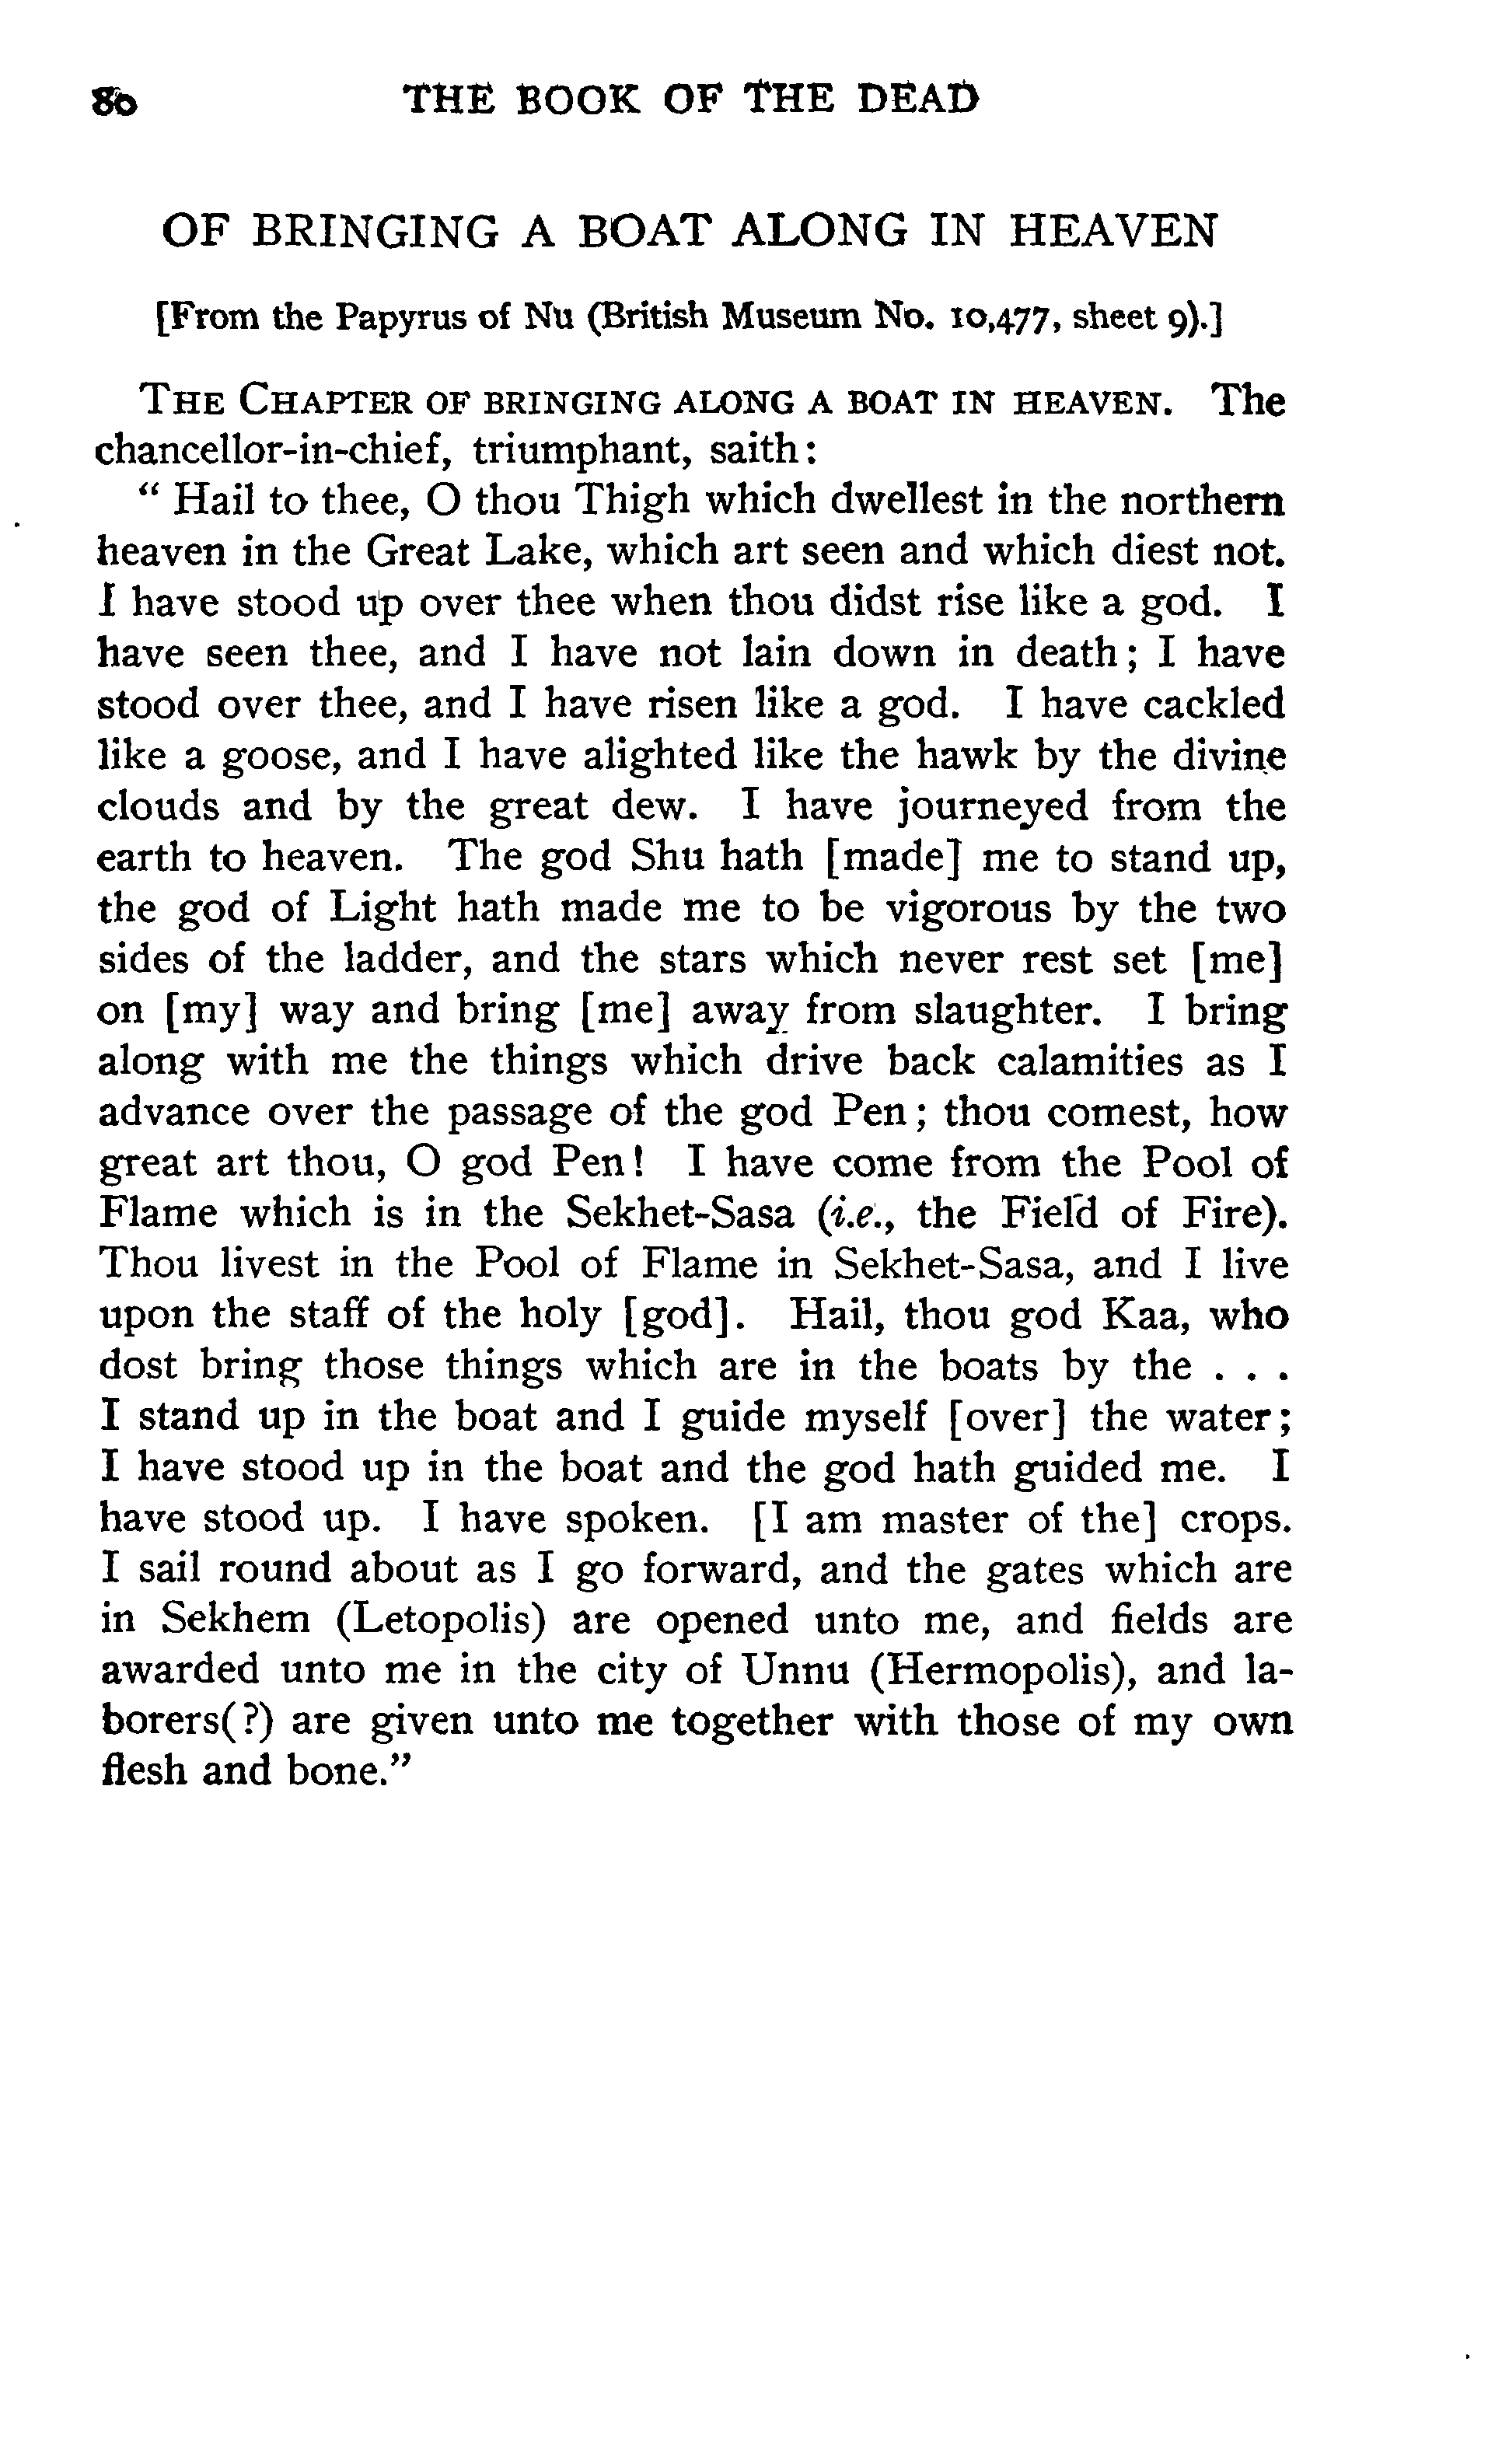 80 THE BOOK OF THE DEAD
OF BRINGING A BOAT ALONG IN HEAVEN
[From the Papyrus of Nu (British Museum No. 10,477, sheet 9).]
THE CHAPTER OF BRINGING ALONG A BOAT IN HEAVEN. The
chancellor-in-chief, triumphant, saith:
“ Hail to thee, O thou Thigh which dwellest in the northern
heaven in the Great Lake, which art seen and which diest not.
I have stood up over thee when thou didst rise like a god. I
have seen thee, and I have not lain down in death; I have
stood over thee, and I have risen like a god. I have cackled
like a goose, and I have alighted like the hawk by the divine
clouds and by the great dew. I have journeyed from the
earth to heaven. The god Shu hath [made] me to stand up,
the god of Light hath made me to be vigorous by the two
sides of the ladder, and the stars which never rest set [me]
on [my] way and bring [me] away from slaughter. I bring
along with me the things which drive back calamities as I
advance over the passage of the god Pen; thou comest, how
great art thou, O god Pen! I have come from the Pool of
Flame which is in the Sekhet-Sasa (i.e., the Field of Fire).
Thou livest in the Pool of Flame in Sekhet-Sasa, and I live
upon the staff of the holy [god]. Hail, thou god Kaa, who
dost bring those things which are in the boats by the . . .
I stand up in the boat and I guide myself [over] the water;
I have stood up in the boat and the god hath guided me. I
have stood up. I have spoken. [I am master of the] crops.
I sail round about as I go forward, and the gates which are
in Sekhem (Letopolis) are opened unto me, and fields are
awarded unto me in the city of Unnu (Hermopolis), and la-
borers(?) are given unto me together with those of my own
flesh and bone.”